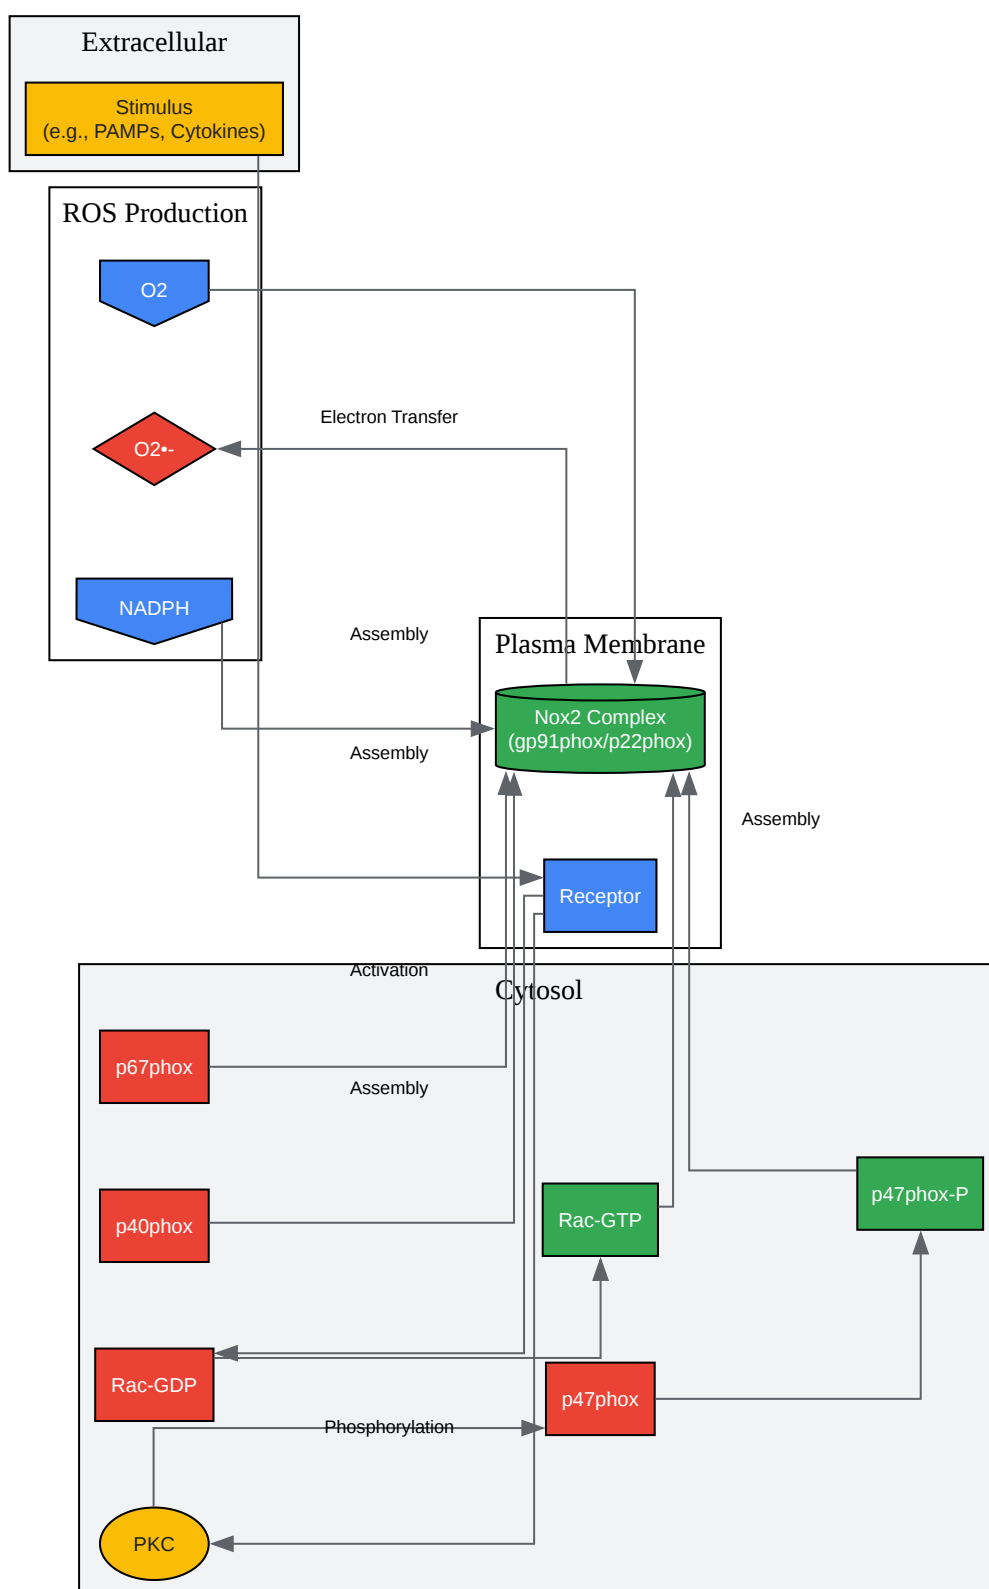 Extracellular
Stimulus
(e.g., PAMPs, Cytokines)
ROS Production
O2
Electron Transfer
O2•-
NADPH
Assembly
Plasma Membrane
Nox2 Complex
(gp91phox/p22phox)
Assembly
Assembly
Receptor
Activation
Cytosol
p67phox
Assembly
p47phox-P
p40phox
Rac-GTP
Rac-GDP
p47phox
Phosphorylation
PKC